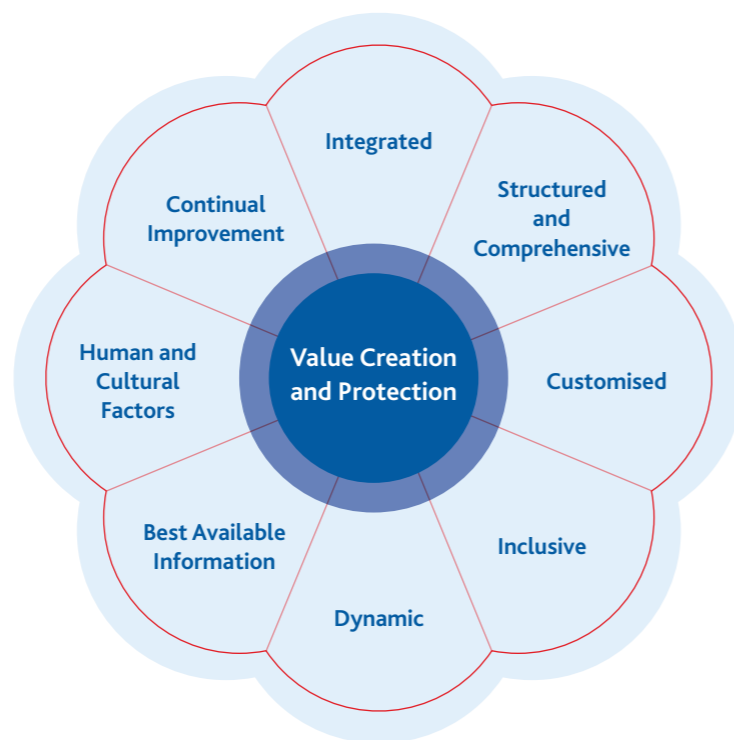 Integrated
Structured
and
Comprehensive
Customised
Inclusive
Dynamic
Best Available
Information
Human and
Cultural
Factors
Continual
Improvement
Value Creation
and Protection